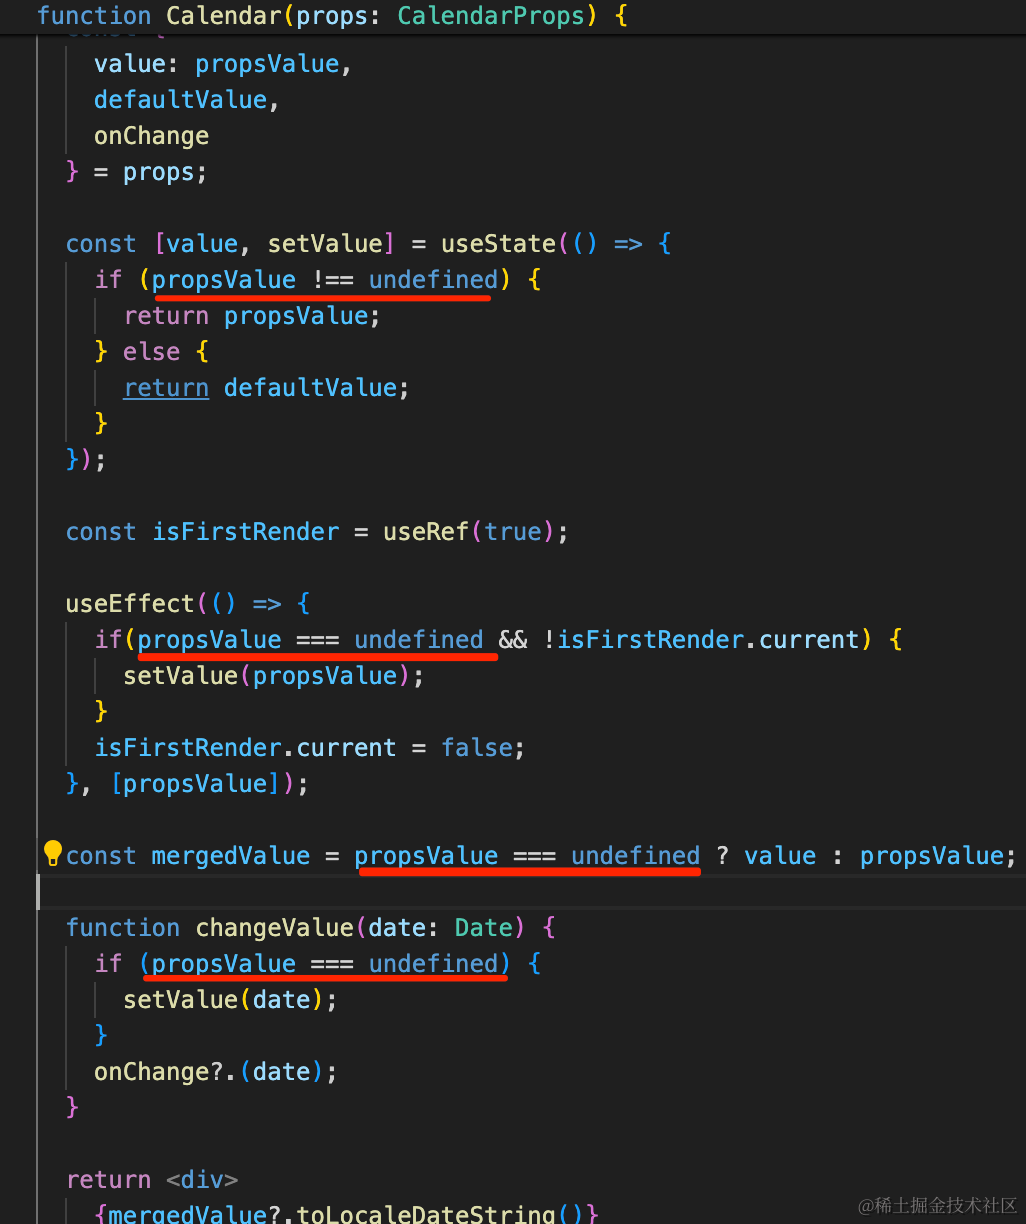 function Calendar(props: CalendarProps) {
const {
value: propsValue,
defaultValue,
onChange
} = props;
const [value, setValue] = useState(() => {
if (propsValue !== undefined) {
return propsValue;
} else {
return defaultValue;
}
});
const isFirstRender = useRef(true);
useEffect(() => {
if(propsValue === undefined && !isFirstRender.current) {
setValue(propsValue);
}
isFirstRender.current = false;
}, [propsValue]);
const mergedValue = propsValue === undefined ? value : propsValue;
function changeValue(date: Date) {
if (propsValue === undefined) {
setValue(date);
}
onChange?.(date);
}
return <div>
{mergedValue?.toLocaleDateString()}
@稀土掘金技术社区